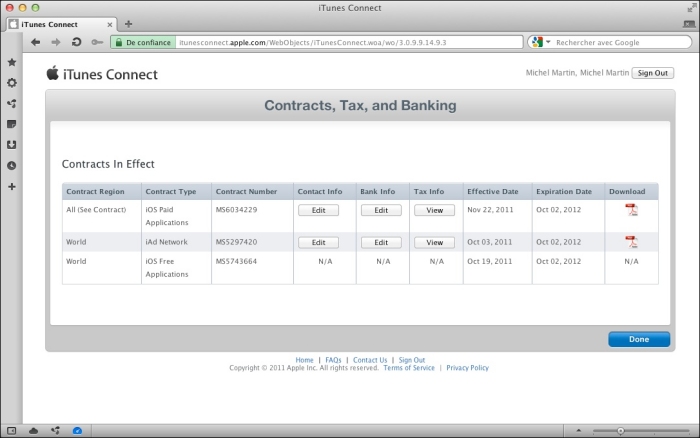 iTunes Connect
iTunes Connect
De confiance itunesconnect.apple.com/WebObjects/iTunesConnect.woa/wo/3.0.9.9.14.9.3 Rechercher avec Google
iTunes Connect Michel Martin, Michel Martin Sign Out
Contracts, Tax, and Banking
Contracts In Effect
Contract Region Contract Type Contract Number Contact Info Bank Info Tax Info Effective Date Expiration Date Download
All (See Contract) iOS Paid MS6034229 Edit Edit View Nov 22, 2011 Oct 02, 2012
Applications
World iAd Network MS5297420 Edit Edit View Oct 03, 2011 Oct 02, 2012
World iOS Free MS5743664 N/A N/A N/A Oct 19, 2011 Oct 02, 2012 N/A
Applications
Done
Home | FAQs | Contact Us | Sign Out
Copyright © 2011 Apple Inc. All rights reserved. Terms of Service | Privacy Policy